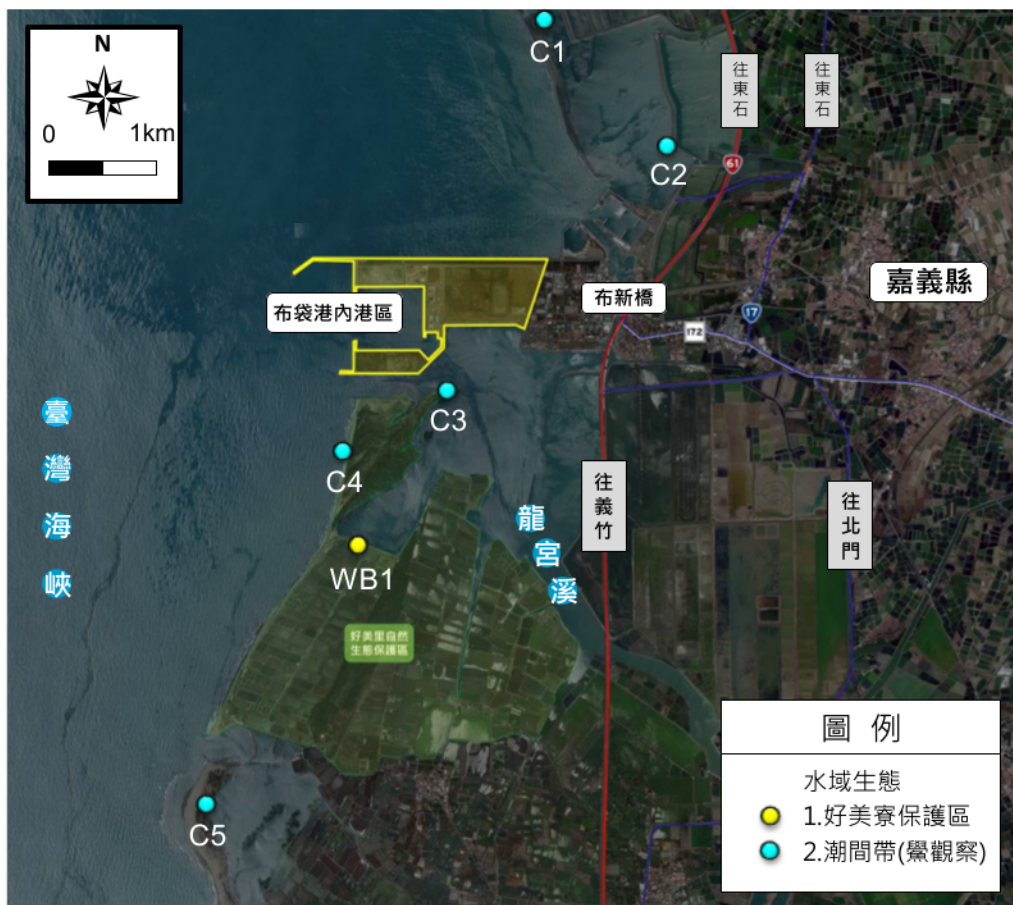 N
0 1km
C1
往東石
往東石
C2
61
布袋港內港區
布新橋
嘉義縣
17
172
C3
C4
臺灣海峽
往義竹
往北門
龍宮溪
WB1
好美里自然
生態保護區
C5
圖 例
水域生態
1.好美寮保護區
2.潮間帶(鱟觀察)